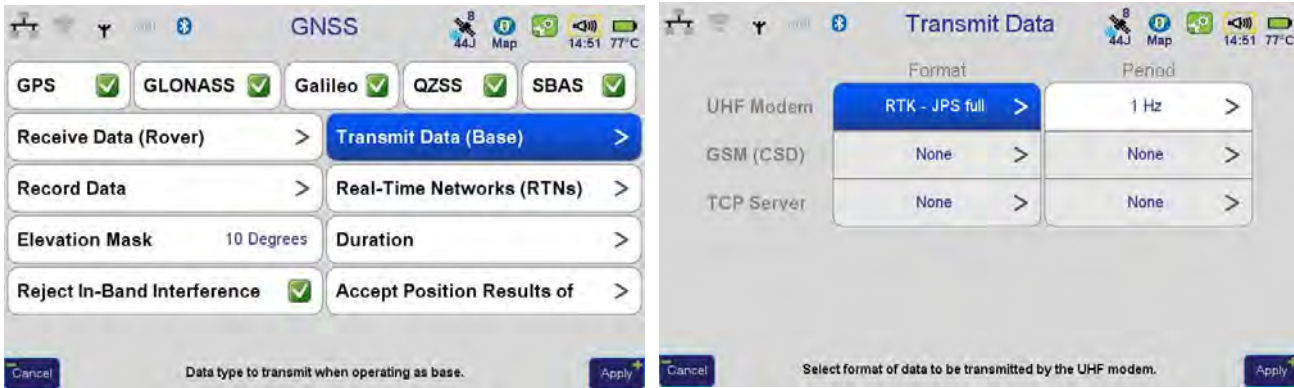 GNSS
8
44J
Map
14:51
77°C
GPS
GLONASS
Galileo
QZSS
SBAS
Receive Data (Rover) >
Transmit Data (Base) >
Record Data >
Real-Time Networks (RTNs) >
Elevation Mask 10 Degrees
Duration >
Reject In-Band Interference
Accept Position Results of >
Cancel
Data type to transmit when operating as base.
Apply
Transmit Data
8
44J
Map
14:51
77°C
Format Period
UHF Modem RTK - JPS full > 1 Hz >
GSM (CSD) None > None >
TCP Server None > None >
Cancel
Select format of data to be transmitted by the UHF modem.
Apply